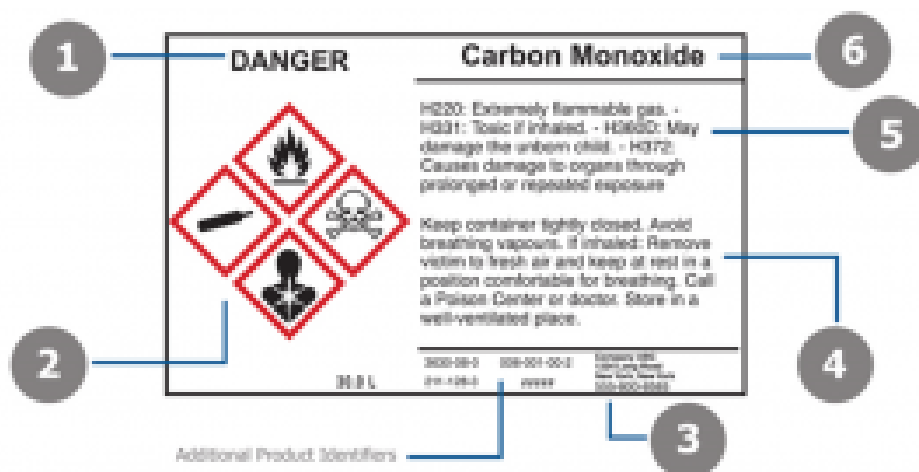 1
DANGER
Carbon Monoxide
6
H220: Extremely flammable gas. -
H331: Toxic if inhaled. - H360D: May
damage the unborn child. - H372:
Causes damage to organs through
prolonged or repeated exposure
5
Keep container tightly closed. Avoid
breathing vapours. If inhaled: Remove
victim to fresh air and keep at rest in a
position comfortable for breathing. Call
a Poison Center or doctor. Store in a
well-ventilated place.
4
2
30.0 L
3
Additional Product Identifiers